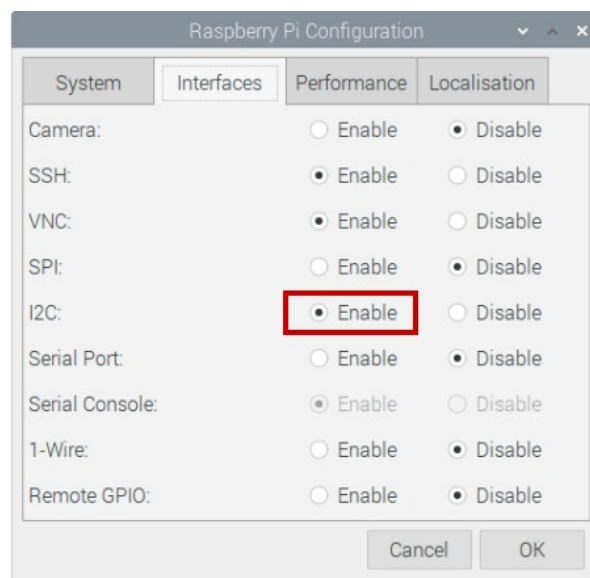 Raspberry Pi Configuration
System Interfaces Performance Localisation
Camera: Enable Disable
SSH: Enable Disable
VNC: Enable Disable
SPI: Enable Disable
I2C: Enable Disable
Serial Port: Enable Disable
Serial Console: Enable Disable
1-Wire: Enable Disable
Remote GPIO: Enable Disable
Cancel OK